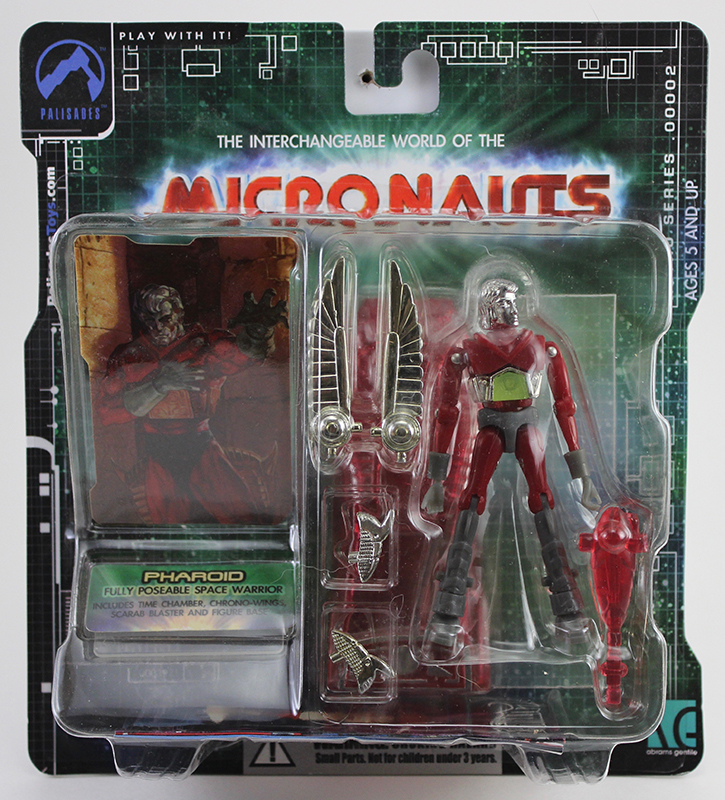 PLAY WITH IT!
PALISADES
THE INTERCHANGEABLE WORLD OF THE
MICRONAUTS
SERIES .00002
AGES 5 AND UP
PalisadesToys.com
PHAROID
FULLY POSEABLE SPACE WARRIOR
INCLUDES TIME CHAMBER, CHRONO-WINGS,
SCARAB BLASTER AND FIGURE BASE
Small Parts. Not for children under 3 years.
abrams gentile